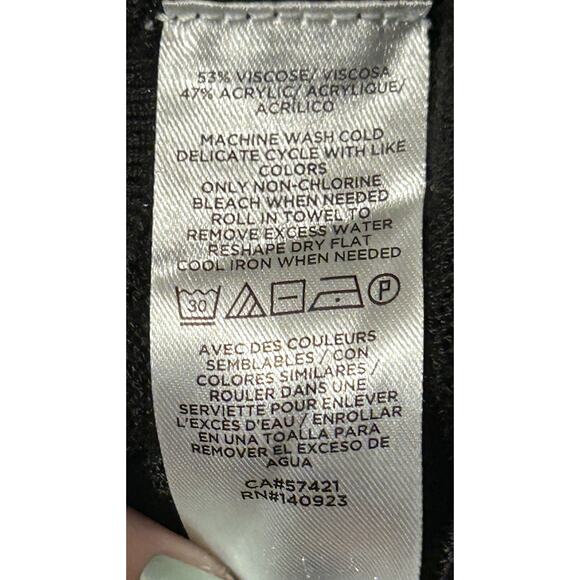 53% VISCOSE/ VISCOSA
47% ACRYLIC/ ACRYLIQUE/
ACRÍLICO
MACHINE WASH COLD
DELICATE CYCLE WITH LIKE
COLORS
ONLY NON-CHLORINE
BLEACH WHEN NEEDED
ROLL IN TOWEL TO
REMOVE EXCESS WATER
RESHAPE DRY FLAT
COOL IRON WHEN NEEDED
30 P
AVEC DES COULEURS
SEMBLABLES / CON
COLORES SIMILARES /
ROULER DANS UNE
SERVIETTE POUR ENLEVER
L'EXCÈS D'EAU / ENROLLAR
EN UNA TOALLA PARA
REMOVER EL EXCESO DE
AGUA
CA#57421
RN#140923